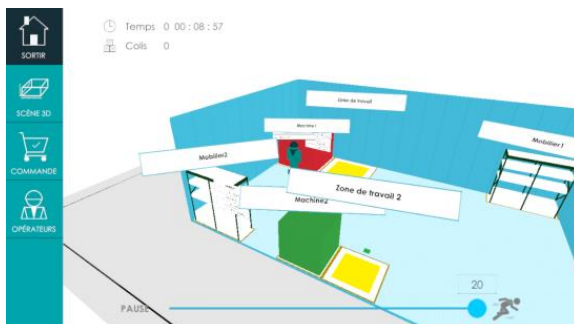 SORTIR
SCÈNE 3D
COMMANDE
OPÉRATEURS
Temps 0 00 : 08 : 57
Colis 0
Zone de travail
Machine1
Mobilier2
Mobilier1
Zone de travail 2
Machine2
20
PAUSE